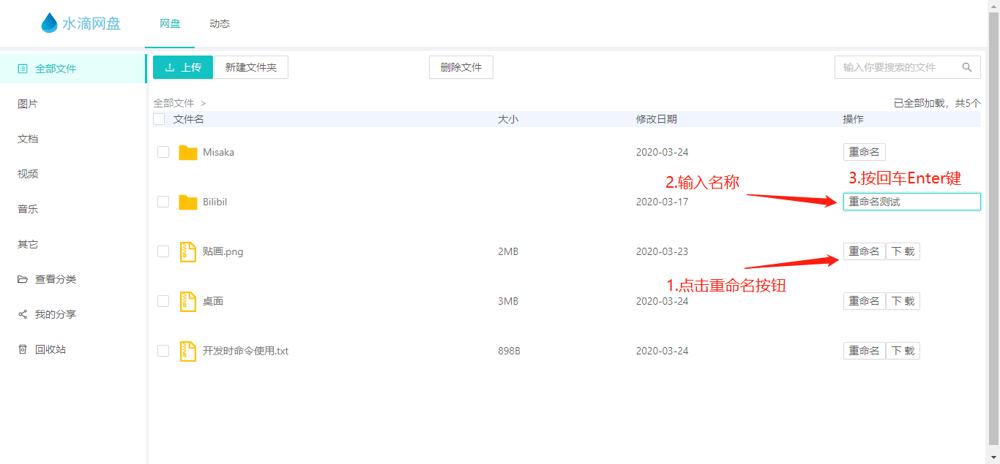 水滴网盘 网盘 动态
全部文件 上传 新建文件夹 删除文件 输入你要搜索的文件
图片 全部文件 > 已全部加载，共5个
文件名 大小 修改日期 操作
文档 Misaka 2020-03-24 重命名
视频 2.输入名称 3.按回车Enter键
音乐 Bilibil 2020-03-17 重命名测试
其它 贴画.png 2MB 2020-03-23 重命名 下 载
查看分类 1.点击重命名按钮
我的分享 桌面 3MB 2020-03-24 重命名 下 载
回收站 开发时命令使用.txt 898B 2020-03-24 重命名 下 载